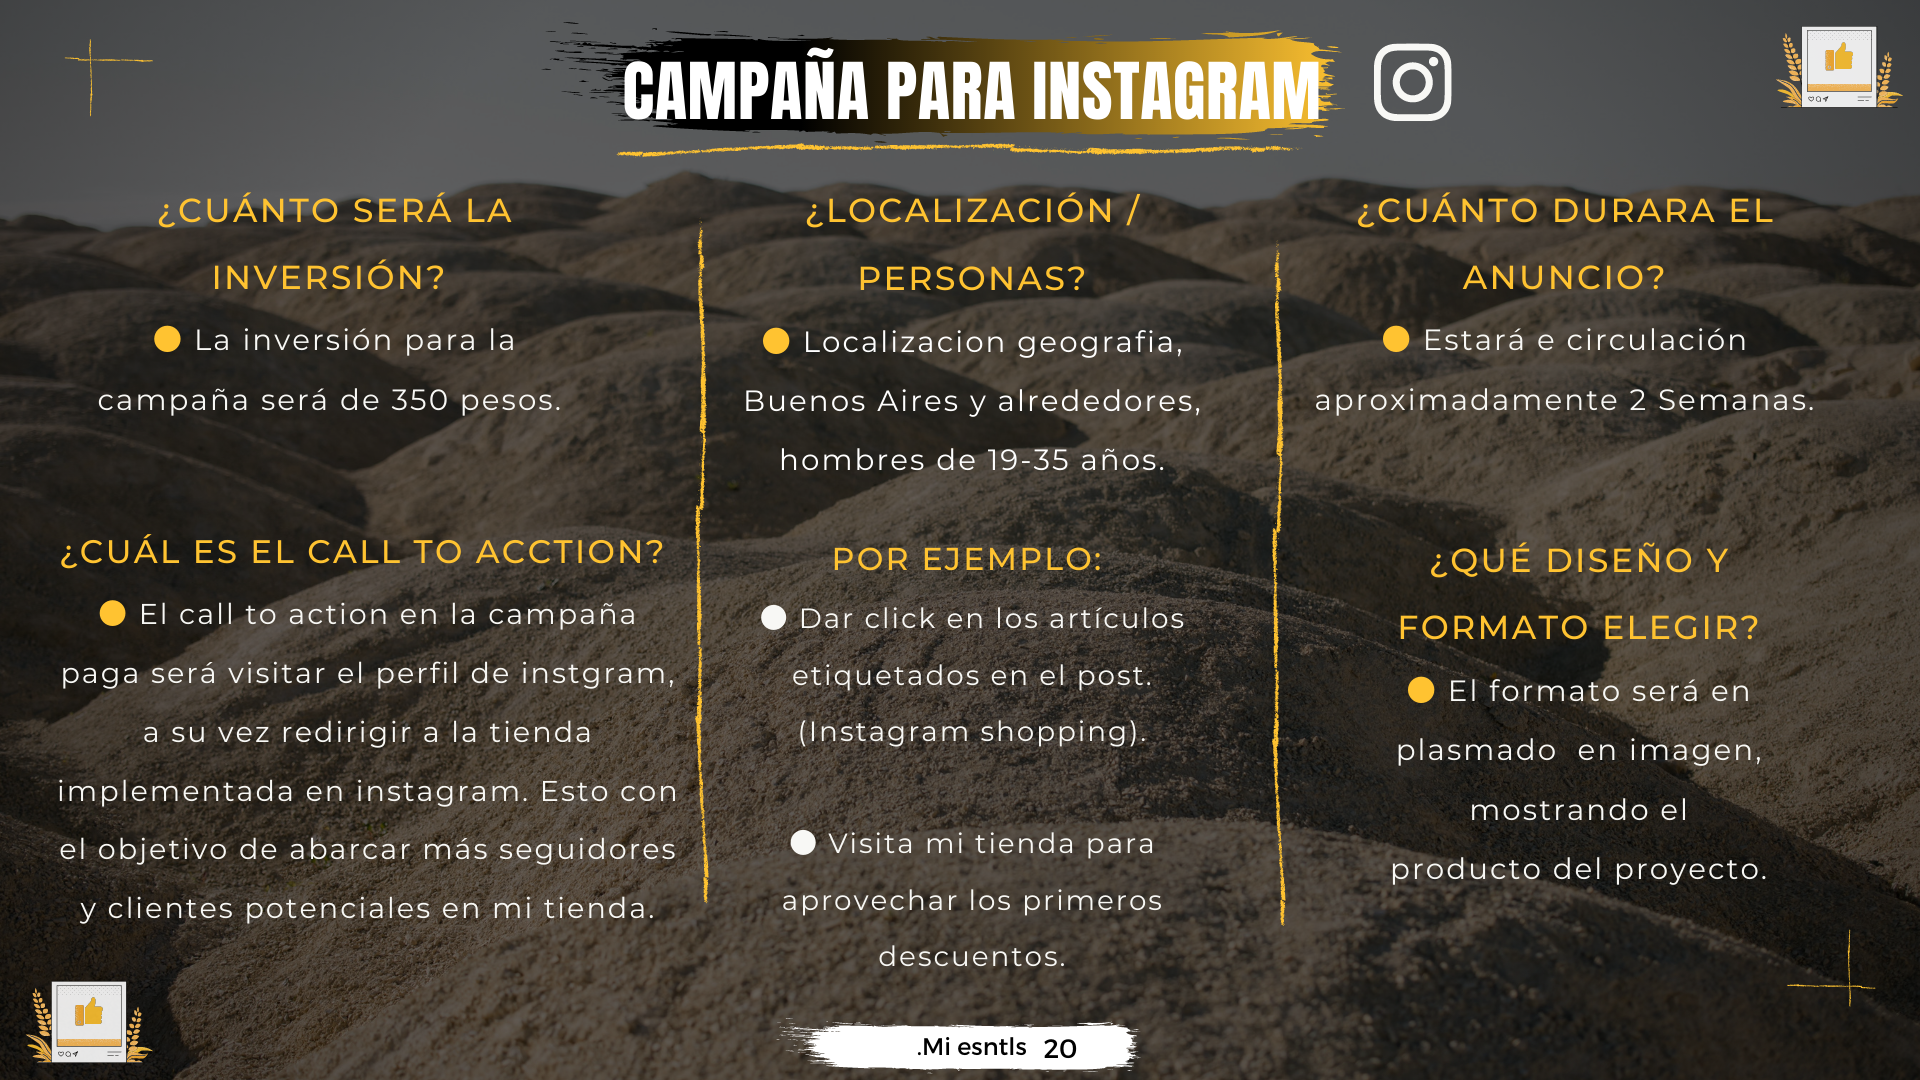 CAMPAÑA PARA INSTAGRAM
¿CUÁNTO SERÁ LA
INVERSIÓN?
La inversión para la
campaña será de 350 pesos.
¿CUÁL ES EL CALL TO ACCTION?
El call to action en la campaña
paga será visitar el perfil de instgram,
a su vez redirigir a la tienda
implementada en instagram. Esto con
el objetivo de abarcar más seguidores
y clientes potenciales en mi tienda.
¿LOCALIZACIÓN /
PERSONAS?
Localizacion geografia,
Buenos Aires y alrededores,
hombres de 19-35 años.
POR EJEMPLO:
Dar click en los artículos
etiquetados en el post.
(Instagram shopping).
Visita mi tienda para
aprovechar los primeros
descuentos.
¿CUÁNTO DURARA EL
ANUNCIO?
Estará e circulación
aproximadamente 2 Semanas.
¿QUÉ DISEÑO Y
FORMATO ELEGIR?
El formato será en
plasmado  en imagen,
mostrando el
producto del proyecto.
.Mi esntls 20